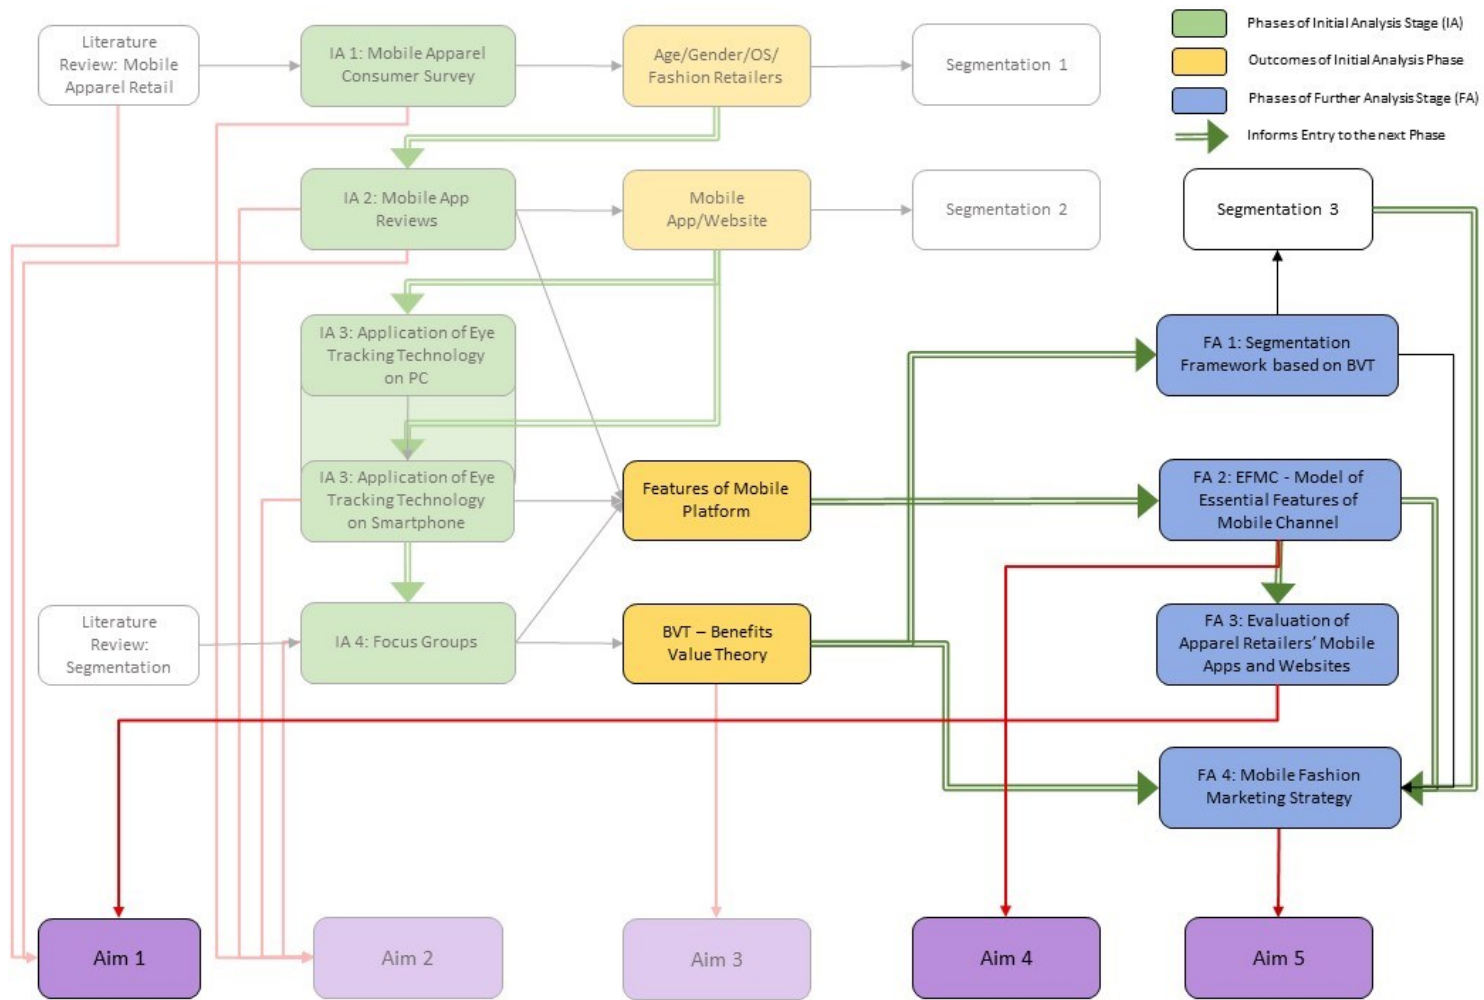 Literature
Review: Mobile
Apparel Retail
IA 1: Mobile Apparel
Consumer Survey
Age/Gender/OS/
Fashion Retailers
Segmentation 1
Phases of Initial Analysis Stage (IA)
Outcomes of Initial Analysis Phase
Phases of Further Analysis Stage (FA)
Informs Entry to the next Phase
IA 2: Mobile App
Reviews
Mobile
App/Website
Segmentation 2
Segmentation 3
IA 3: Application of Eye
Tracking Technology
on PC
FA 1: Segmentation
Framework based on BVT
IA 3: Application of Eye
Tracking Technology
on Smartphone
Features of Mobile
Platform
FA 2: EFMC - Model of
Essential Features of
Mobile Channel
Literature
Review:
Segmentation
IA 4: Focus Groups
BVT – Benefits
Value Theory
FA 3: Evaluation of
Apparel Retailers’ Mobile
Apps and Websites
FA 4: Mobile Fashion
Marketing Strategy
Aim 1
Aim 2
Aim 3
Aim 4
Aim 5